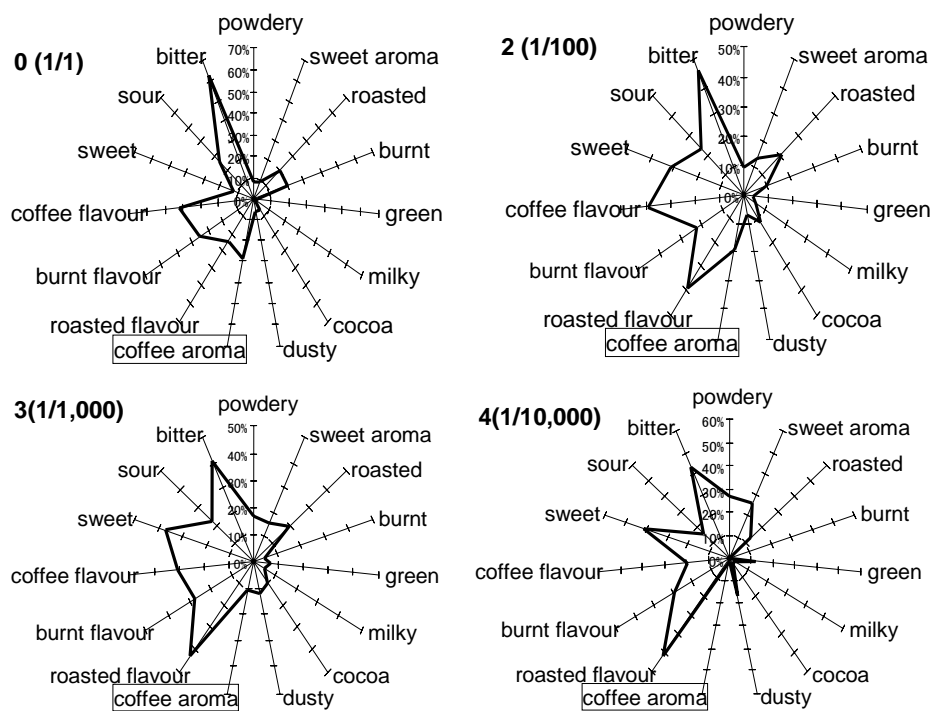 0 (1/1)
powdery
sweet aroma
roasted
burnt
green
milky
cocoa
dusty
coffee aroma
roasted flavour
burnt flavour
coffee flavour
sweet
sour
bitter
70%
60%
50%
40%
30%
20%
10%
0%
2 (1/100)
powdery
sweet aroma
roasted
burnt
green
milky
cocoa
dusty
coffee aroma
roasted flavour
burnt flavour
coffee flavour
sweet
sour
bitter
50%
40%
30%
20%
10%
0%
3(1/1,000)
powdery
sweet aroma
roasted
burnt
green
milky
cocoa
dusty
coffee aroma
roasted flavour
burnt flavour
coffee flavour
sweet
sour
bitter
50%
40%
30%
20%
10%
0%
4(1/10,000)
powdery
sweet aroma
roasted
burnt
green
milky
cocoa
dusty
coffee aroma
roasted flavour
burnt flavour
coffee flavour
sweet
sour
bitter
60%
50%
40%
30%
20%
10%
0%